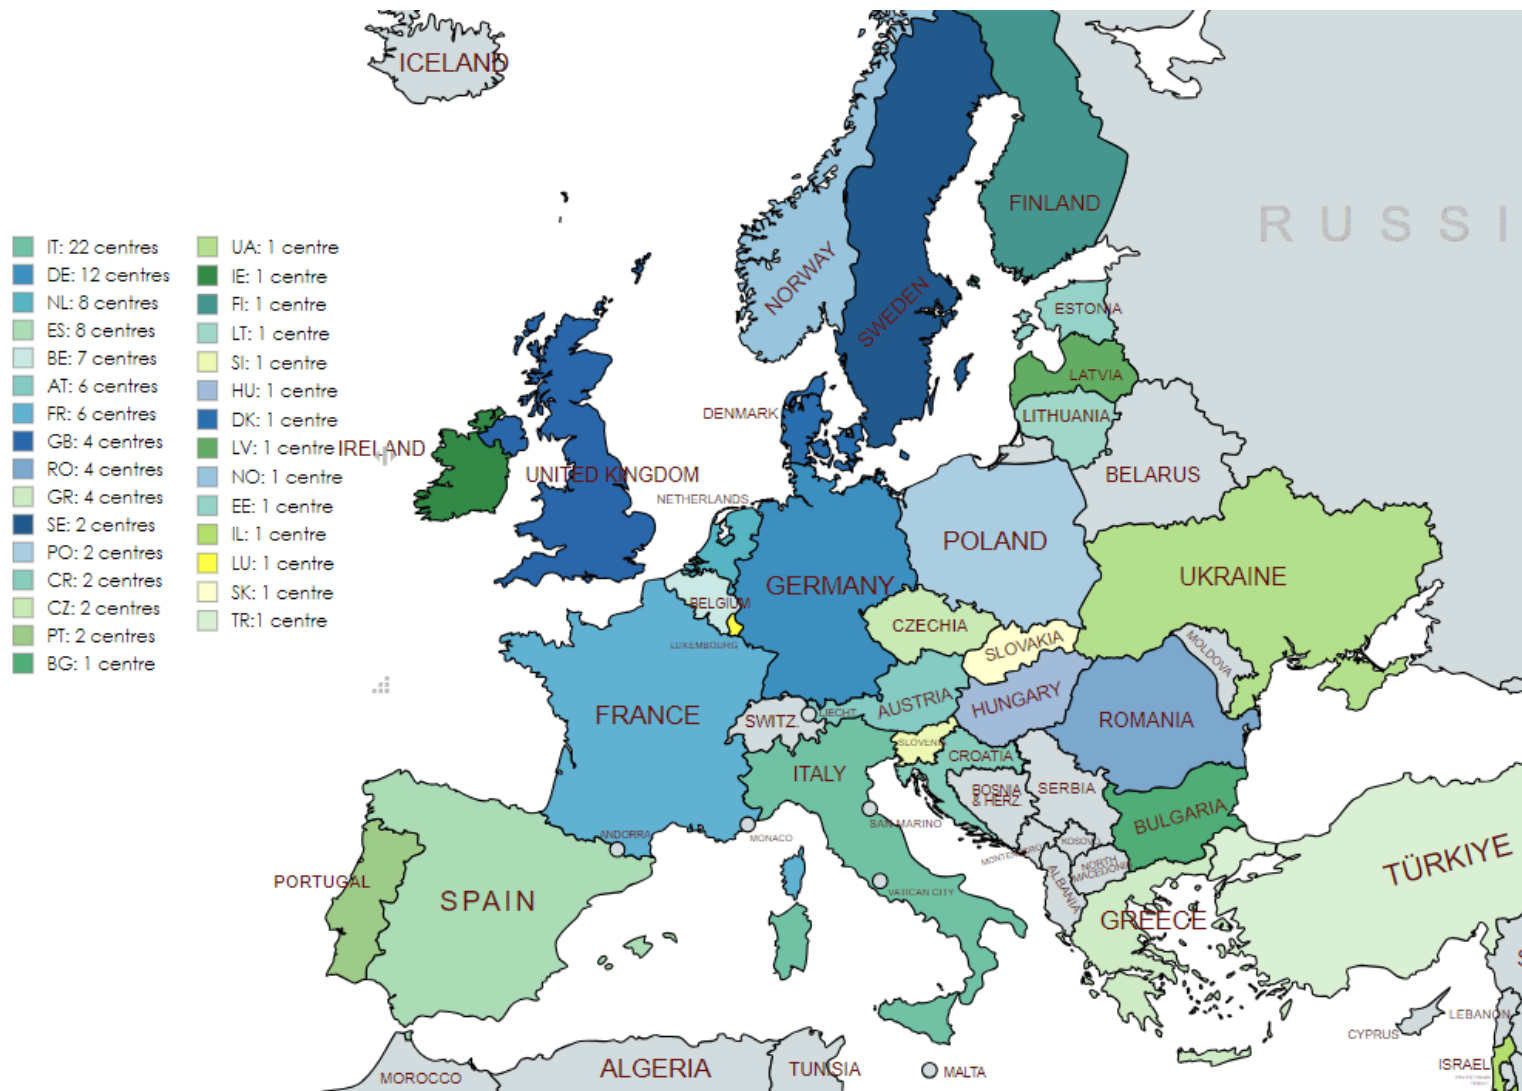 ICELAND
RUSSI
FINLAND
NORWAY
SWEDEN
ESTONIA
LATVIA
LITHUANIA
DENMARK
IRELAND
UNITED KINGDOM
NETHERLANDS
BELARUS
POLAND
GERMANY
UKRAINE
BELGIUM
LUXEMBOURG
CZECHIA
SLOVAKIA
MOLDOVA
FRANCE
SWITZ.
LIECHT.
AUSTRIA
HUNGARY
ROMANIA
SLOVENI
CROATIA
ITALY
BOSNIA
& HERZ.
SERBIA
SAN MARINO
MONACO
ANDORRA
BULGARIA
MONTENEGRO
KOSOVO
NORTH
MACEDONIA
ALBANIA
VATICAN CITY
PORTUGAL
SPAIN
GREECE
TÜRKIYE
S
CYPRUS
LEBANON
ISRAEL
MALTA
MOROCCO
ALGERIA
TUNISIA
IT: 22 centres
DE: 12 centres
NL: 8 centres
ES: 8 centres
BE: 7 centres
AT: 6 centres
FR: 6 centres
GB: 4 centres
RO: 4 centres
GR: 4 centres
SE: 2 centres
PO: 2 centres
CR: 2 centres
CZ: 2 centres
PT: 2 centres
BG: 1 centre
UA: 1 centre
IE: 1 centre
FI: 1 centre
LT: 1 centre
SI: 1 centre
HU: 1 centre
DK: 1 centre
LV: 1 centre
NO: 1 centre
EE: 1 centre
IL: 1 centre
LU: 1 centre
SK: 1 centre
TR:1 centre